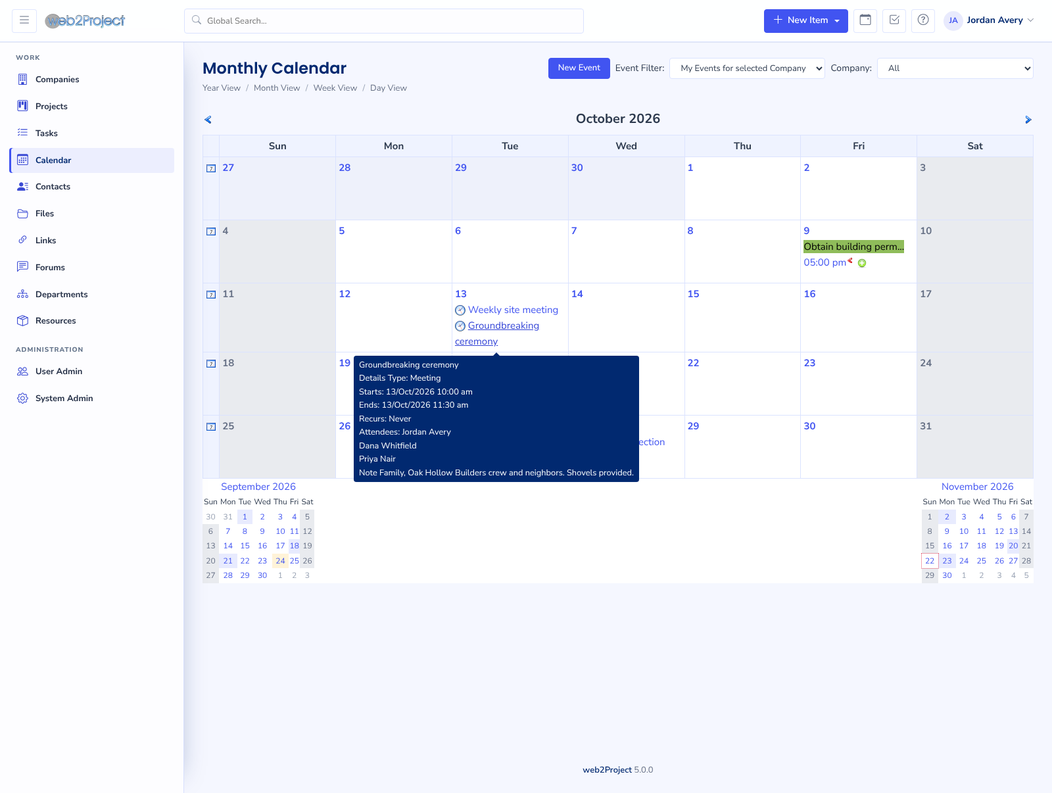 web2Project
Global Search...
New Item
JA
Jordan Avery
WORK
Companies
Projects
Tasks
Calendar
Contacts
Files
Links
Forums
Departments
Resources
ADMINISTRATION
User Admin
System Admin
Monthly Calendar
Year View / Month View / Week View / Day View
New Event
Event Filter:
My Events for selected Company
Company:
All
October 2026
Sun Mon Tue Wed Thu Fri Sat
7 27 28 29 30 1 2 3
7 4 5 6 7 8 9 10
Obtain building perm...
05:00 pm
7 11 12 13 14 15 16 17
Weekly site meeting
Groundbreaking
ceremony
7 18 19 22 23 24
Groundbreaking ceremony
Details Type: Meeting
Starts: 13/Oct/2026 10:00 am
Ends: 13/Oct/2026 11:30 am
Recurs: Never
Attendees: Jordan Avery
Dana Whitfield
Priya Nair
Note Family, Oak Hollow Builders crew and neighbors. Shovels provided.
7 25 26 29 30 31
ection
September 2026
Sun Mon Tue Wed Thu Fri Sat
30 31 1 2 3 4 5
6 7 8 9 10 11 12
13 14 15 16 17 18 19
20 21 22 23 24 25 26
27 28 29 30 1 2 3
November 2026
Sun Mon Tue Wed Thu Fri Sat
1 2 3 4 5 6 7
8 9 10 11 12 13 14
15 16 17 18 19 20 21
22 23 24 25 26 27 28
29 30 1 2 3 4 5
web2Project 5.0.0